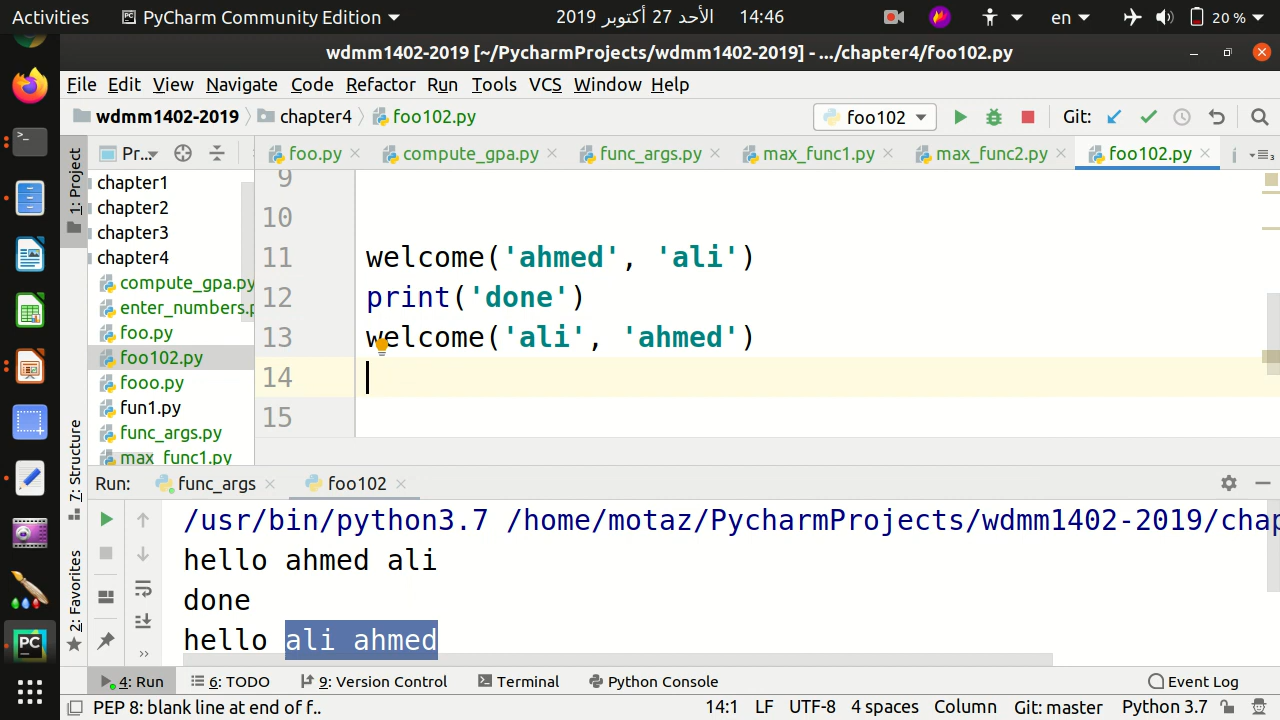 Activities PyCharm Community Edition الأحد 27 أكتوبر 2019 14:46 en 20 %
wdmm1402-2019 [~/PycharmProjects/wdmm1402-2019] - .../chapter4/foo102.py
File Edit View Navigate Code Refactor Run Tools VCS Window Help
wdmm1402-2019 chapter4 foo102.py foo102 Git:
1: Project
Pr... foo.py compute_gpa.py func_args.py max_func1.py max_func2.py foo102.py
chapter1
chapter2
chapter3
chapter4
compute_gpa.py
enter_numbers.p
foo.py
foo102.py
fooo.py
fun1.py
func_args.py
max_func1.py
9
10
11 welcome('ahmed', 'ali')
12 print('done')
13 welcome('ali', 'ahmed')
14
15
7: Structure
2: Favorites
Run: func_args foo102
/usr/bin/python3.7 /home/motaz/PycharmProjects/wdmm1402-2019/chap
hello ahmed ali
done
hello ali ahmed
4: Run 6: TODO 9: Version Control Terminal Python Console Event Log
PEP 8: blank line at end of f.. 14:1 LF UTF-8 4 spaces Column Git: master Python 3.7